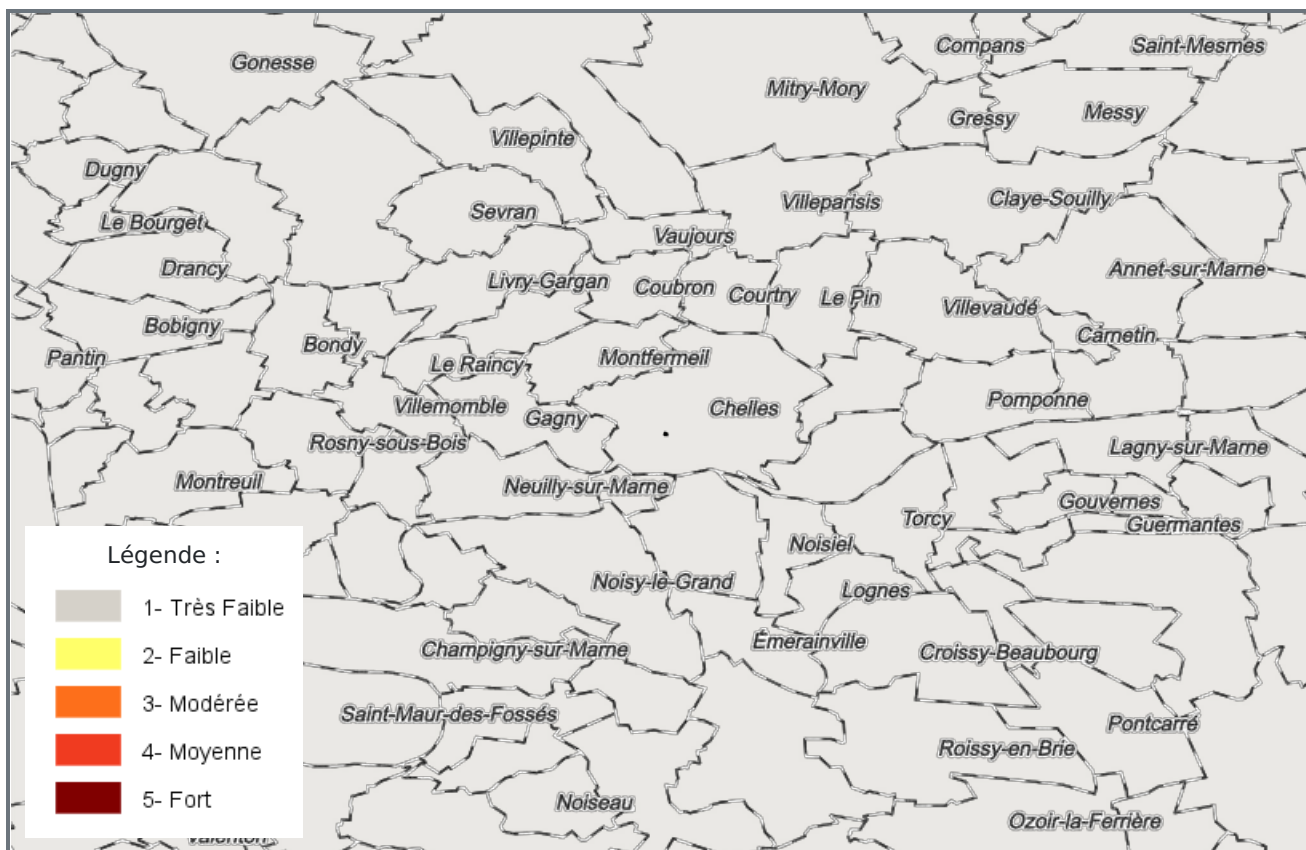 Compans
Saint-Mesmes
Gonesse
Mitry-Mory
Messy
Gressy
Villepinte
Dugny
Villeparisis
Claye-Souilly
Sevran
Le Bourget
Vaujours
Drancy
Annet-sur-Marne
Livry-Gargan
Coubron
Courtry
Le Pin
Villevaudé
Bobigny
Carnetin
Bondy
Pantin
Montfermeil
Le Raincy
Pomponne
Villemomble
Chelles
Gagny
Rosny-sous-Bois
Lagny-sur-Marne
Montreuil
Neuilly-sur-Marne
Gouvernes
Torcy
Guermantes
Noisiel
Noisy-le-Grand
Lognes
Émerainville
Champigny-sur-Marne
Croissy-Beaubourg
Saint-Maur-des-Fossés
Pontcarré
Roissy-en-Brie
Noiseau
Ozoir-la-Ferrière
Valenton
Légende :
1- Très Faible
2- Faible
3- Modérée
4- Moyenne
5- Fort